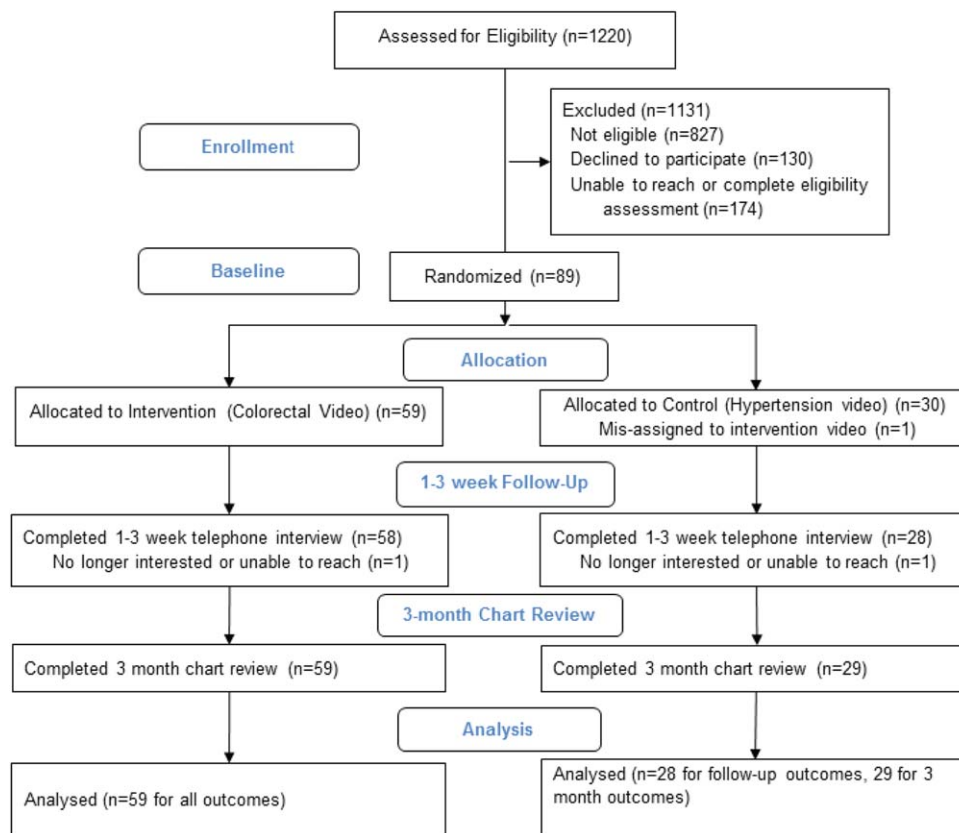 Assessed for Eligibility (n=1220)
Excluded (n=1131)
Not eligible (n=827)
Declined to participate (n=130)
Unable to reach or complete eligibility
assessment (n=174)
Enrollment
Baseline
Randomized (n=89)
Allocation
Allocated to Intervention (Colorectal Video) (n=59)
Allocated to Control (Hypertension video) (n=30)
Mis-assigned to intervention video (n=1)
1-3 week Follow-Up
Completed 1-3 week telephone interview (n=58)
No longer interested or unable to reach (n=1)
Completed 1-3 week telephone interview (n=28)
No longer interested or unable to reach (n=1)
3-month Chart Review
Completed 3 month chart review (n=59)
Completed 3 month chart review (n=29)
Analysis
Analysed (n=59 for all outcomes)
Analysed (n=28 for follow-up outcomes, 29 for 3
month outcomes)